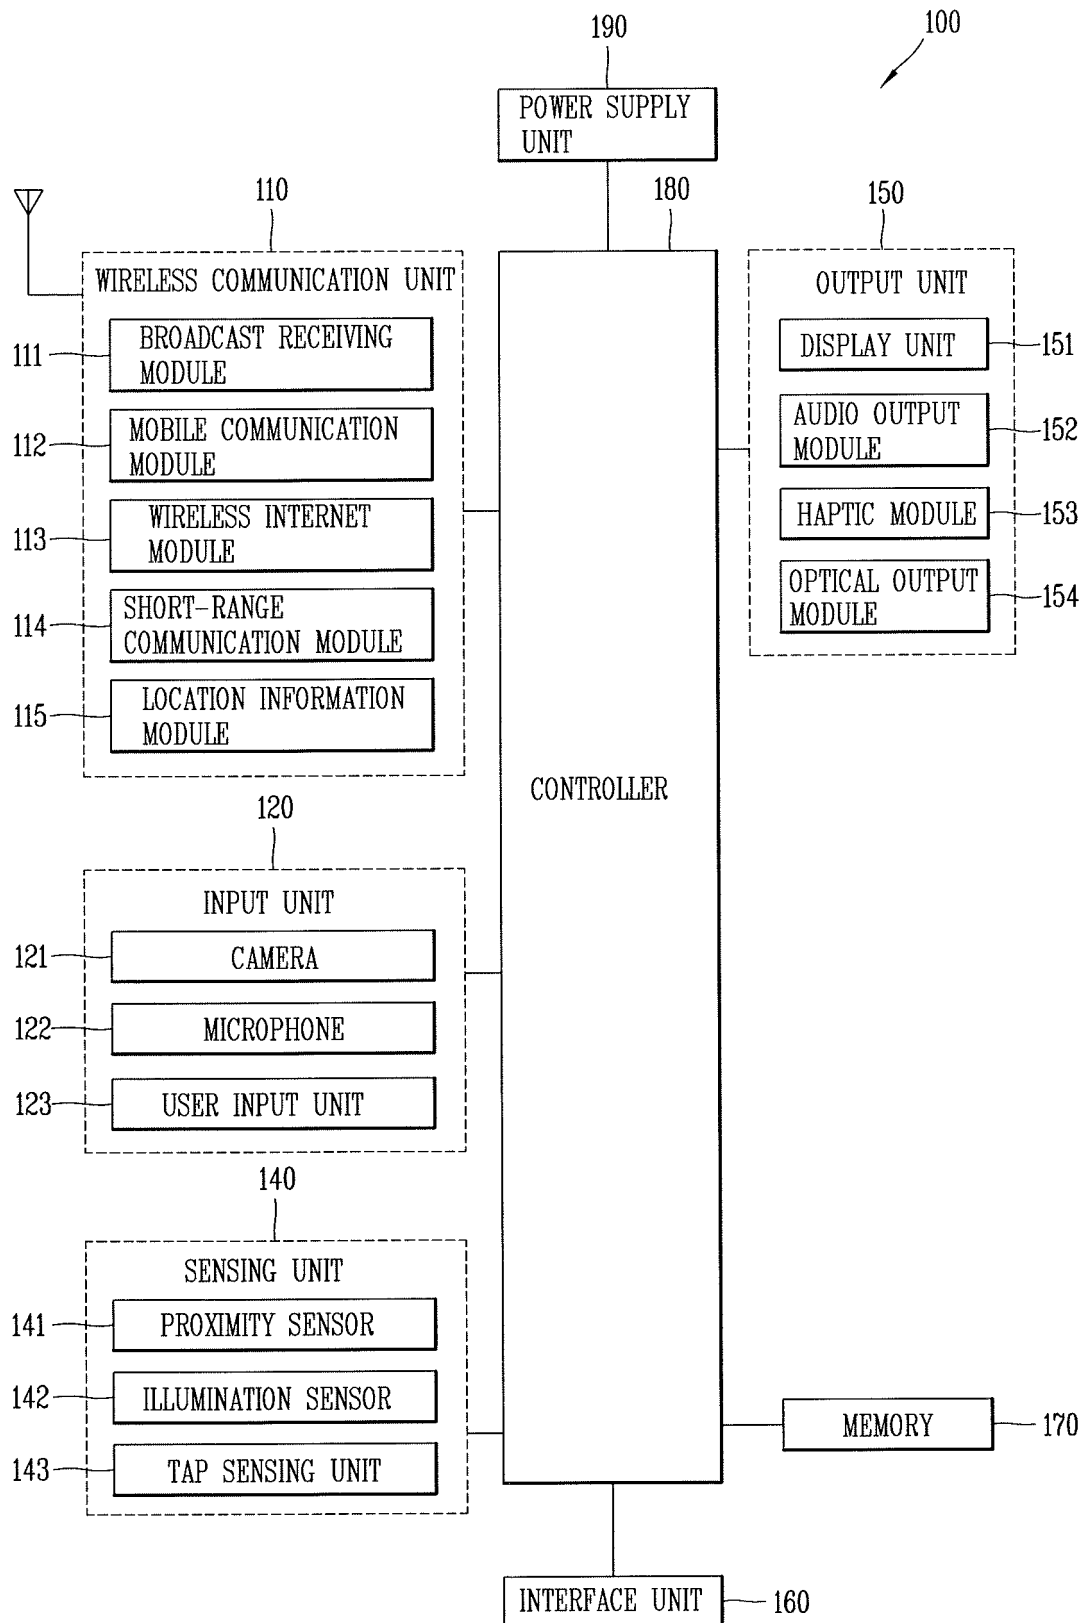 190
100
POWER SUPPLY
UNIT
110
180
150
WIRELESS COMMUNICATION UNIT
111
BROADCAST RECEIVING
MODULE
112
MOBILE COMMUNICATION
MODULE
113
WIRELESS INTERNET
MODULE
114
SHORT-RANGE
COMMUNICATION MODULE
115
LOCATION INFORMATION
MODULE
OUTPUT UNIT
DISPLAY UNIT
151
AUDIO OUTPUT
MODULE
152
HAPTIC MODULE
153
OPTICAL OUTPUT
MODULE
154
CONTROLLER
120
INPUT UNIT
121
CAMERA
122
MICROPHONE
123
USER INPUT UNIT
140
SENSING UNIT
141
PROXIMITY SENSOR
142
ILLUMINATION SENSOR
143
TAP SENSING UNIT
MEMORY
170
INTERFACE UNIT
160